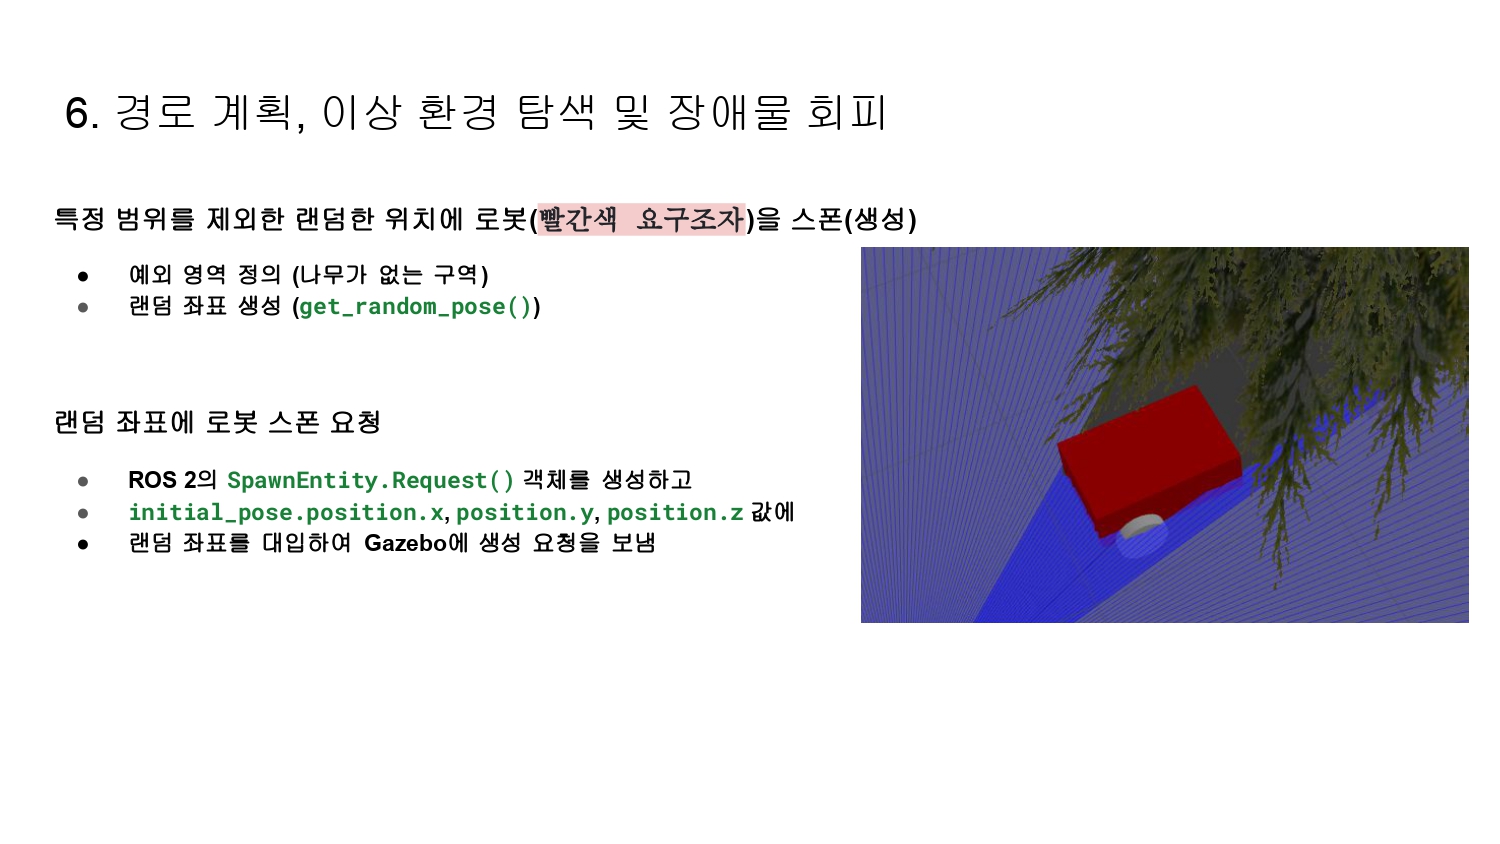 6. 경로 계획, 이상 환경 탐색 및 장애물 회피
특정 범위를 제외한 랜덤한 위치에 로봇(빨간색 요구조자)을 스폰(생성)
● 예외 영역 정의 (나무가 없는 구역)
● 랜덤 좌표 생성 (get_random_pose())
랜덤 좌표에 로봇 스폰 요청
● ROS 2의 SpawnEntity.Request() 객체를 생성하고
● initial_pose.position.x, position.y, position.z 값에
● 랜덤 좌표를 대입하여 Gazebo에 생성 요청을 보냄